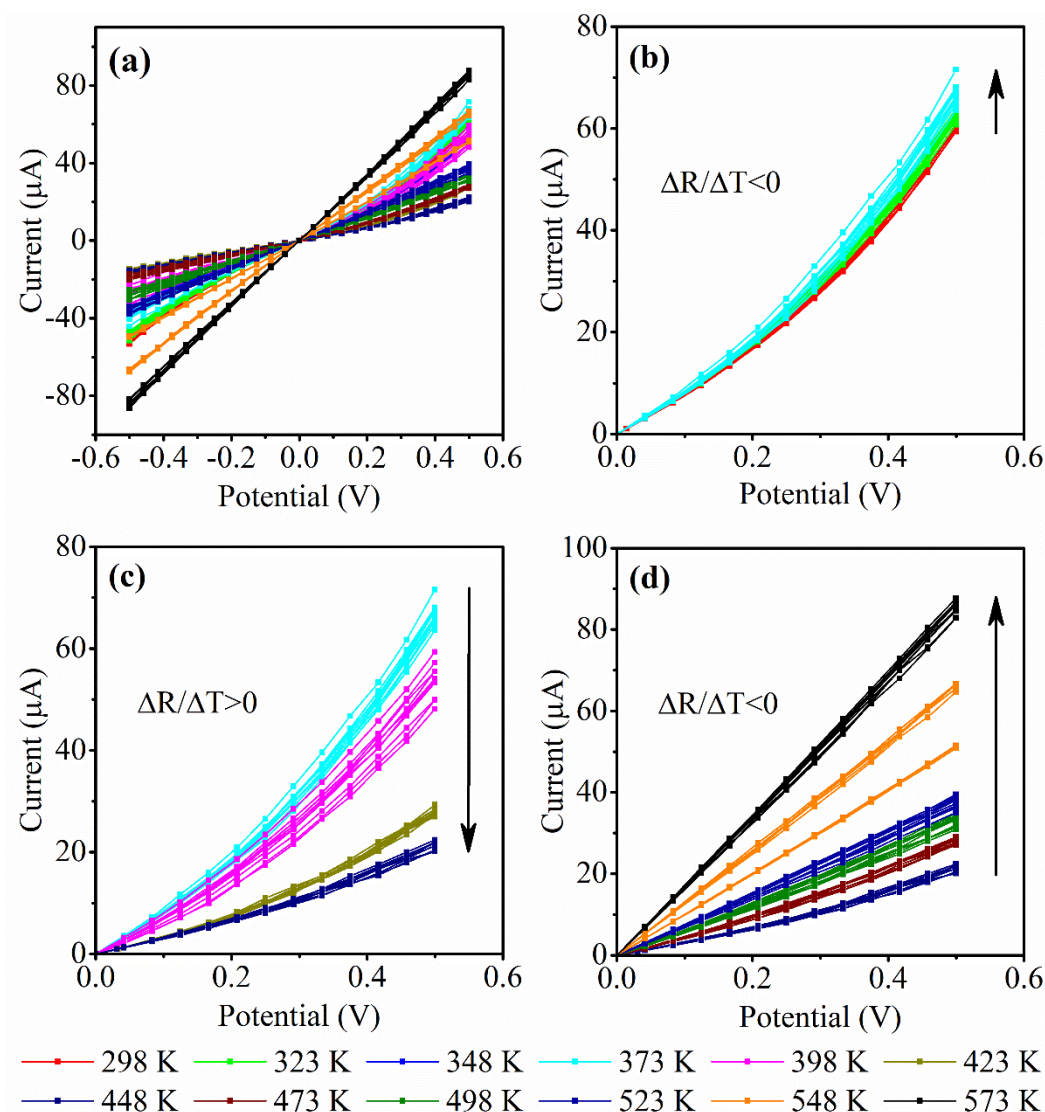 (a)
80
40
0
-40
-80
-0.6 -0.4 -0.2 0.0 0.2 0.4 0.6
Current (μA)
Potential (V)
(b)
80
60
40
20
0
0.0 0.2 0.4 0.6
Current (μA)
Potential (V)
ΔR/ΔT<0
(c)
80
60
40
20
0
0.0 0.2 0.4 0.6
Current (μA)
Potential (V)
ΔR/ΔT>0
(d)
100
80
60
40
20
0
0.0 0.2 0.4 0.6
Current (μA)
Potential (V)
ΔR/ΔT<0
298 K 323 K 348 K 373 K 398 K 423 K
448 K 473 K 498 K 523 K 548 K 573 K